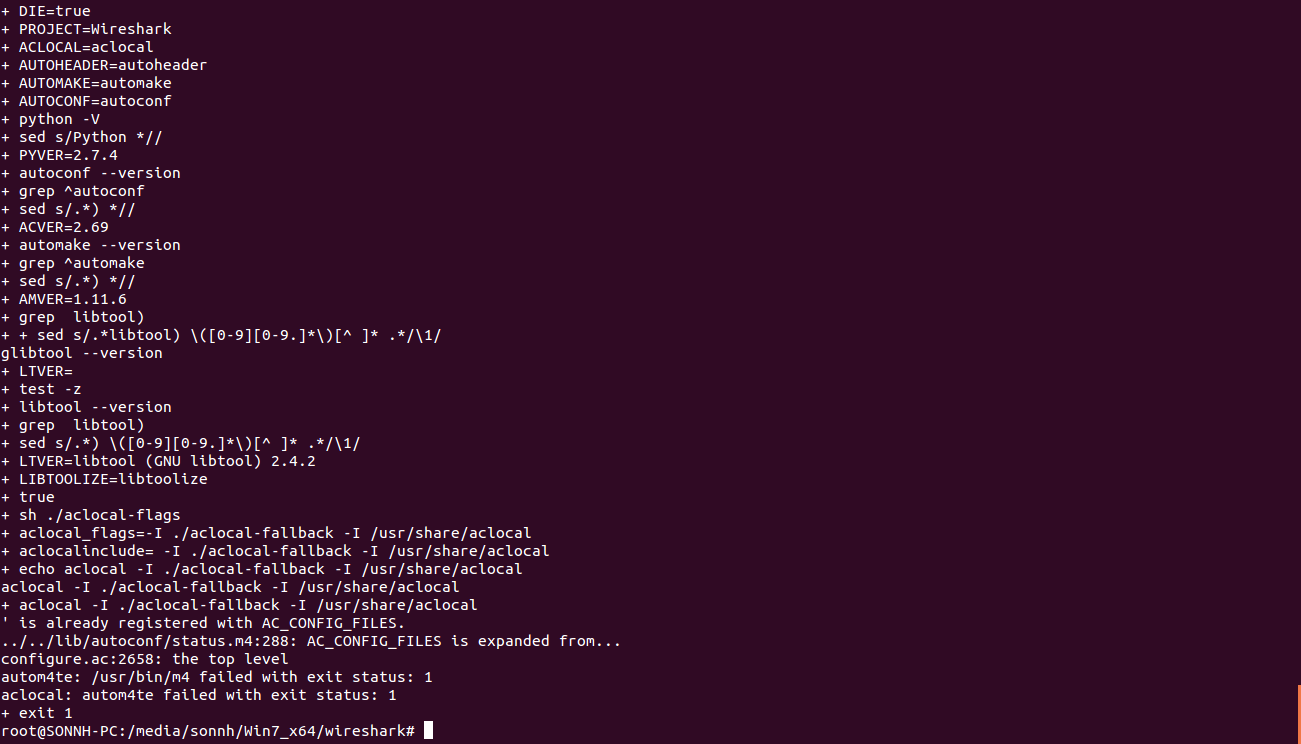 + DIE=true
+ PROJECT=Wireshark
+ ACLOCAL=aclocal
+ AUTOHEADER=autoheader
+ AUTOMAKE=automake
+ AUTOCONF=autoconf
+ python -V
+ sed s/Python *//
+ PYVER=2.7.4
+ autoconf --version
+ grep ^autoconf
+ sed s/.*) *//
+ ACVER=2.69
+ automake --version
+ grep ^automake
+ sed s/.*) *//
+ AMVER=1.11.6
+ grep  libtool)
+ + sed s/.*libtool) \([0-9][0-9.]*\)[^ ]* .*/\1/
glibtool --version
+ LTVER=
+ test -z
+ libtool --version
+ grep  libtool)
+ sed s/.*) \([0-9][0-9.]*\)[^ ]* .*/\1/
+ LTVER=libtool (GNU libtool) 2.4.2
+ LIBTOOLIZE=libtoolize
+ true
+ sh ./aclocal-flags
+ aclocal_flags=-I ./aclocal-fallback -I /usr/share/aclocal
+ aclocalinclude= -I ./aclocal-fallback -I /usr/share/aclocal
+ echo aclocal -I ./aclocal-fallback -I /usr/share/aclocal
aclocal -I ./aclocal-fallback -I /usr/share/aclocal
+ aclocal -I ./aclocal-fallback -I /usr/share/aclocal
' is already registered with AC_CONFIG_FILES.
../../lib/autoconf/status.m4:288: AC_CONFIG_FILES is expanded from...
configure.ac:2658: the top level
autom4te: /usr/bin/m4 failed with exit status: 1
aclocal: autom4te failed with exit status: 1
+ exit 1
root@SONNH-PC:/media/sonnh/Win7_x64/wireshark#